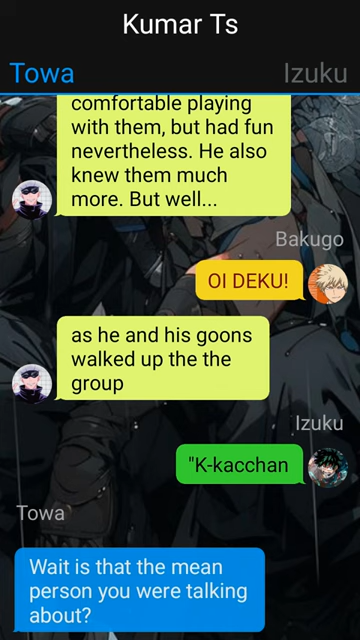 Kumar Ts
Towa
Izuku
comfortable playing
with them, but had fun
nevertheless. He also
knew them much
more. But well...
Bakugo
OI DEKU!
as he and his goons
walked up the the
group
Izuku
"K-kacchan
Towa
Wait is that the mean
person you were talking
about?